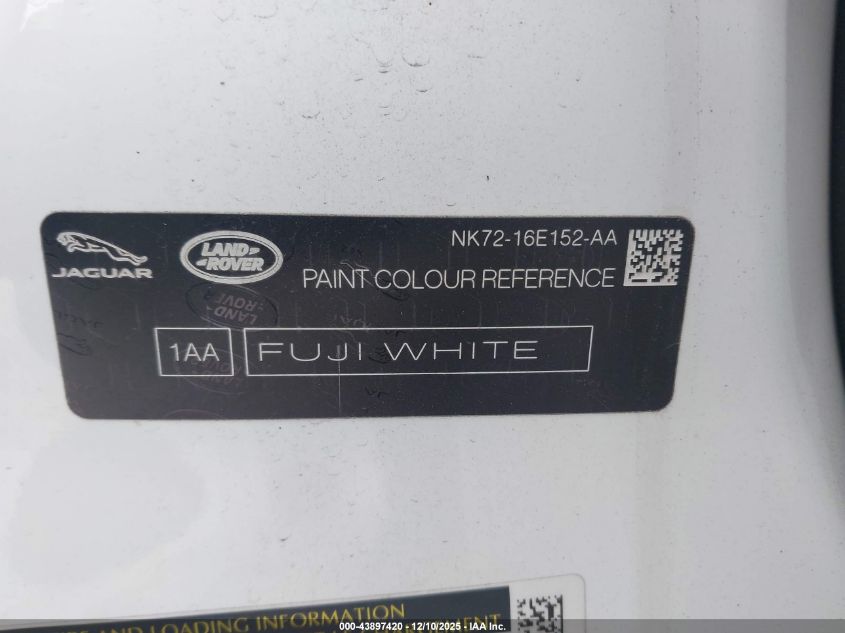 NK72-16E152-AA
JAGUAR
LAND-
-ROVER
PAINT COLOUR REFERENCE
1AA FUJI WHITE
AND LOADING INFORMATION
000-43897420 - 12/10/2025 - IAA Inc.